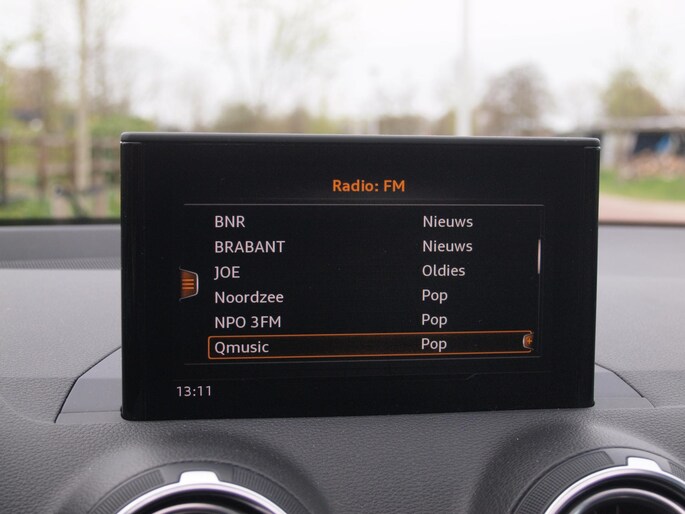 Radio: FM
BNR Nieuws
BRABANT Nieuws
JOE Oldies
Noordzee Pop
NPO 3FM Pop
Qmusic Pop
13:11